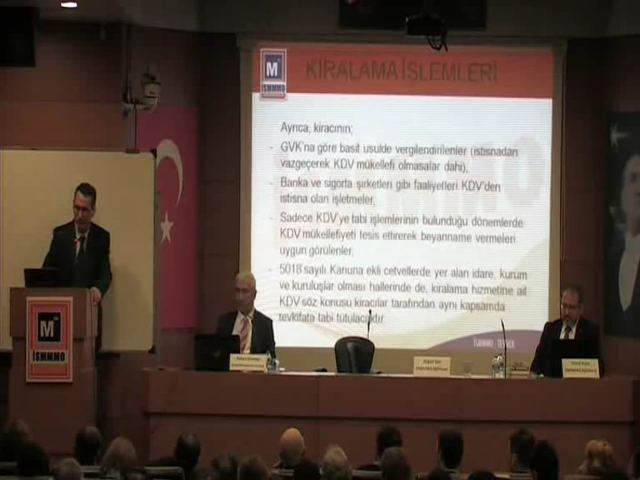 M
İSMMMO
KİRALAMA İŞLEMLERİ
Ayrıca, kiracının;
- GVK'na göre basit usulde vergilendirilenler (istisnadan
vazgeçerek KDV mükellefi olmasalar dahi),
- Banka ve sigorta şirketleri gibi faaliyetleri KDV'den
istisna olan işletmeler,
- Sadece KDV'ye tabi işlemlerinin bulunduğu dönemlerde
KDV mükellefiyeti tesis ettirerek beyanname vermeleri
uygun görülenler,
- 5018 sayılı Kanuna ekli cetvellerde yer alan idare, kurum
ve kuruluşlar olması hallerinde de, kiralama hizmetine ait
KDV söz konusu kiracılar tarafından aynı kapsamda
tevkifata tabi tutulacaktır.
M
İSMMMO